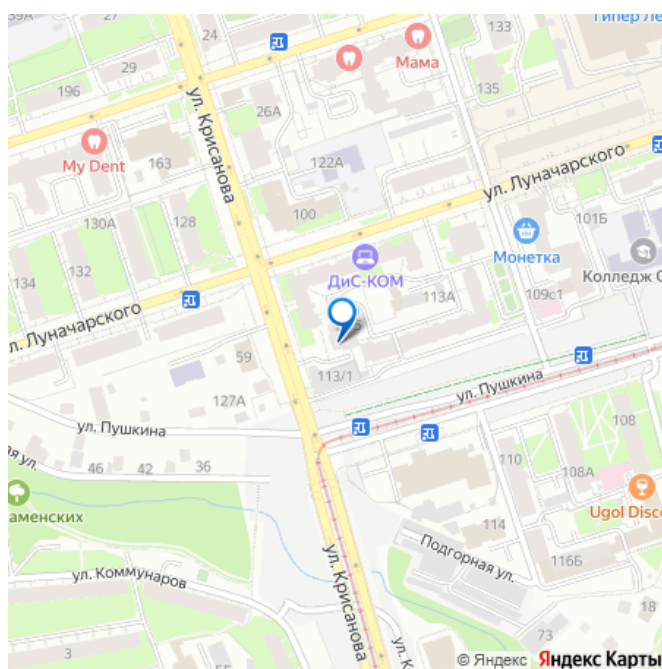 39А
27
24
133
Гипер Ле
Мама
29
196
135
26А
ул. Крисанова
My Dent
163
122А
ул. Луначарского
130А
128
100
101Б
Монетка
134
132
ДиС-КОМ
Колледж С
113А
109с1
л. Луначарского
59
113/1
127А
ул. Пушкина
ул. Пушкина
108
ая ул.
46
42
36
110
108А
аменских
Ugol Disco
114
Подгорная ул.
116Б
ул. Коммунаров
ул. Крисанова
18
73
3
ул. К
© Яндекс Яндекс Карты